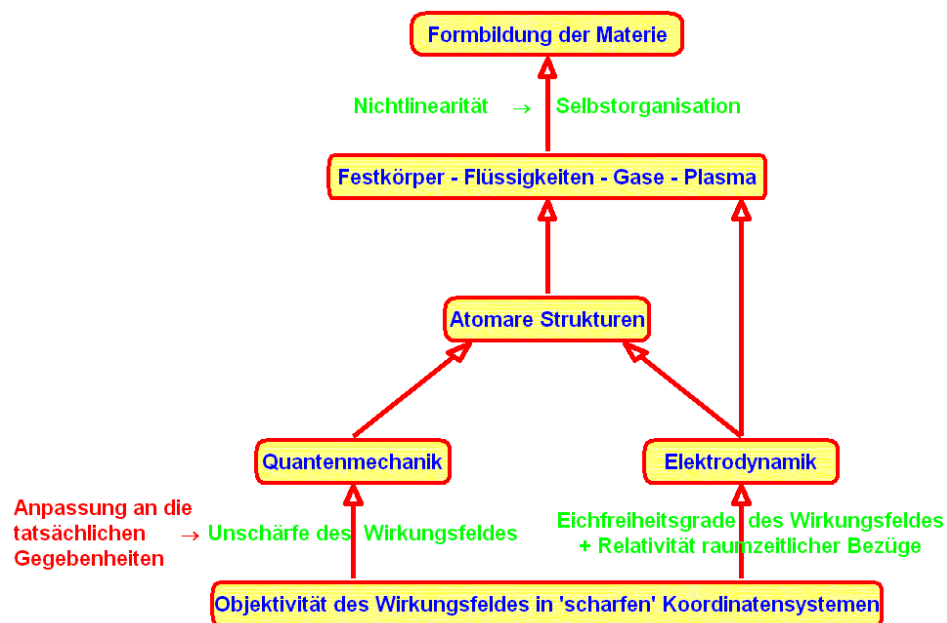 Formbildung der Materie
Nichtlinearität → Selbstorganisation
Festkörper - Flüssigkeiten - Gase - Plasma
Atomare Strukturen
Quantenmechanik
Elektrodynamik
Anpassung an die
tatsächlichen
Gegebenheiten
→ Unschärfe des Wirkungsfeldes
Eichfreiheitsgrade des Wirkungsfeldes
+ Relativität raumzeitlicher Bezüge
Objektivität des Wirkungsfeldes in 'scharfen' Koordinatensystemen